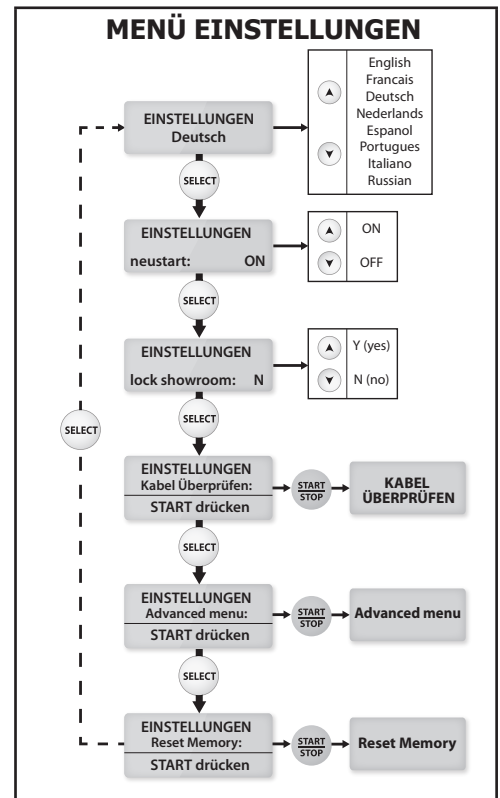 MENÜ EINSTELLUNGEN
EINSTELLUNGEN
Deutsch
English
Francais
Deutsch
Nederlands
Espanol
Portugues
Italiano
Russian
SELECT
EINSTELLUNGEN
neustart: ON
ON
OFF
SELECT
EINSTELLUNGEN
lock showroom: N
Y (yes)
N (no)
SELECT
SELECT
EINSTELLUNGEN
Kabel Überprüfen:
START drücken
START
STOP
KABEL
ÜBERPRÜFEN
SELECT
EINSTELLUNGEN
Advanced menu:
START drücken
START
STOP
Advanced menu
SELECT
EINSTELLUNGEN
Reset Memory:
START drücken
START
STOP
Reset Memory